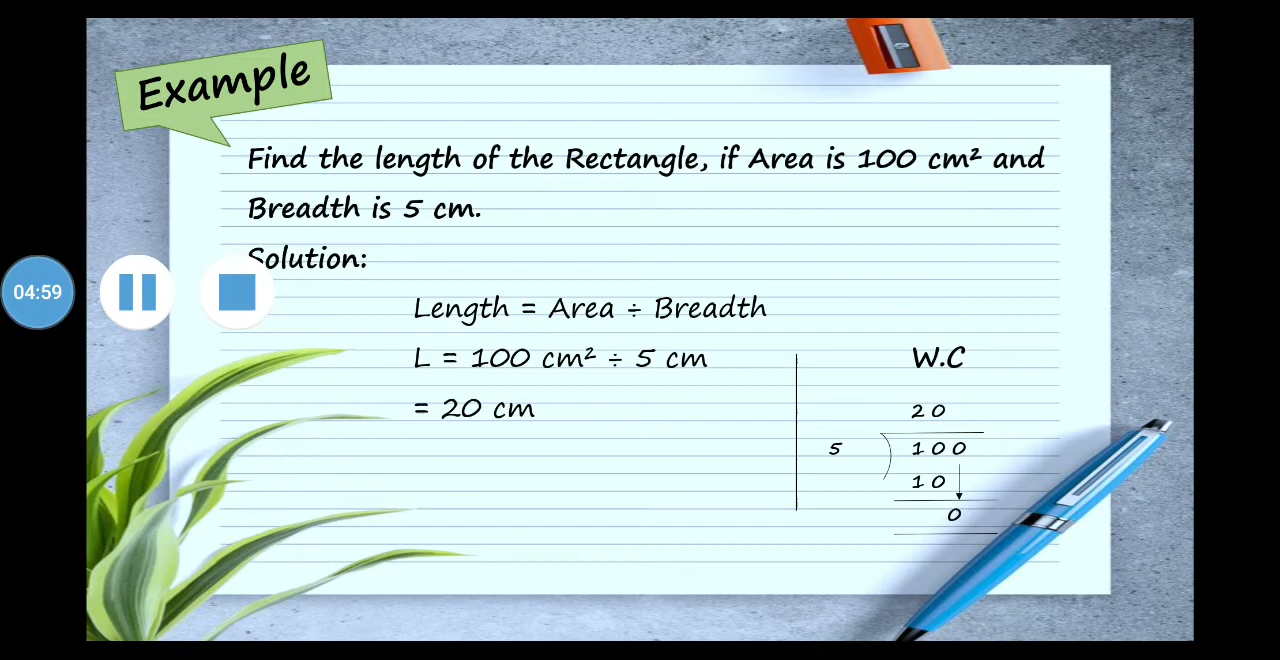 Example
Find the length of the Rectangle, if Area is 100 cm² and
Breadth is 5 cm.
Solution:
04:59
Length = Area ÷ Breadth
L = 100 cm² ÷ 5 cm
= 20 cm
W.C
20
5 100
10
0